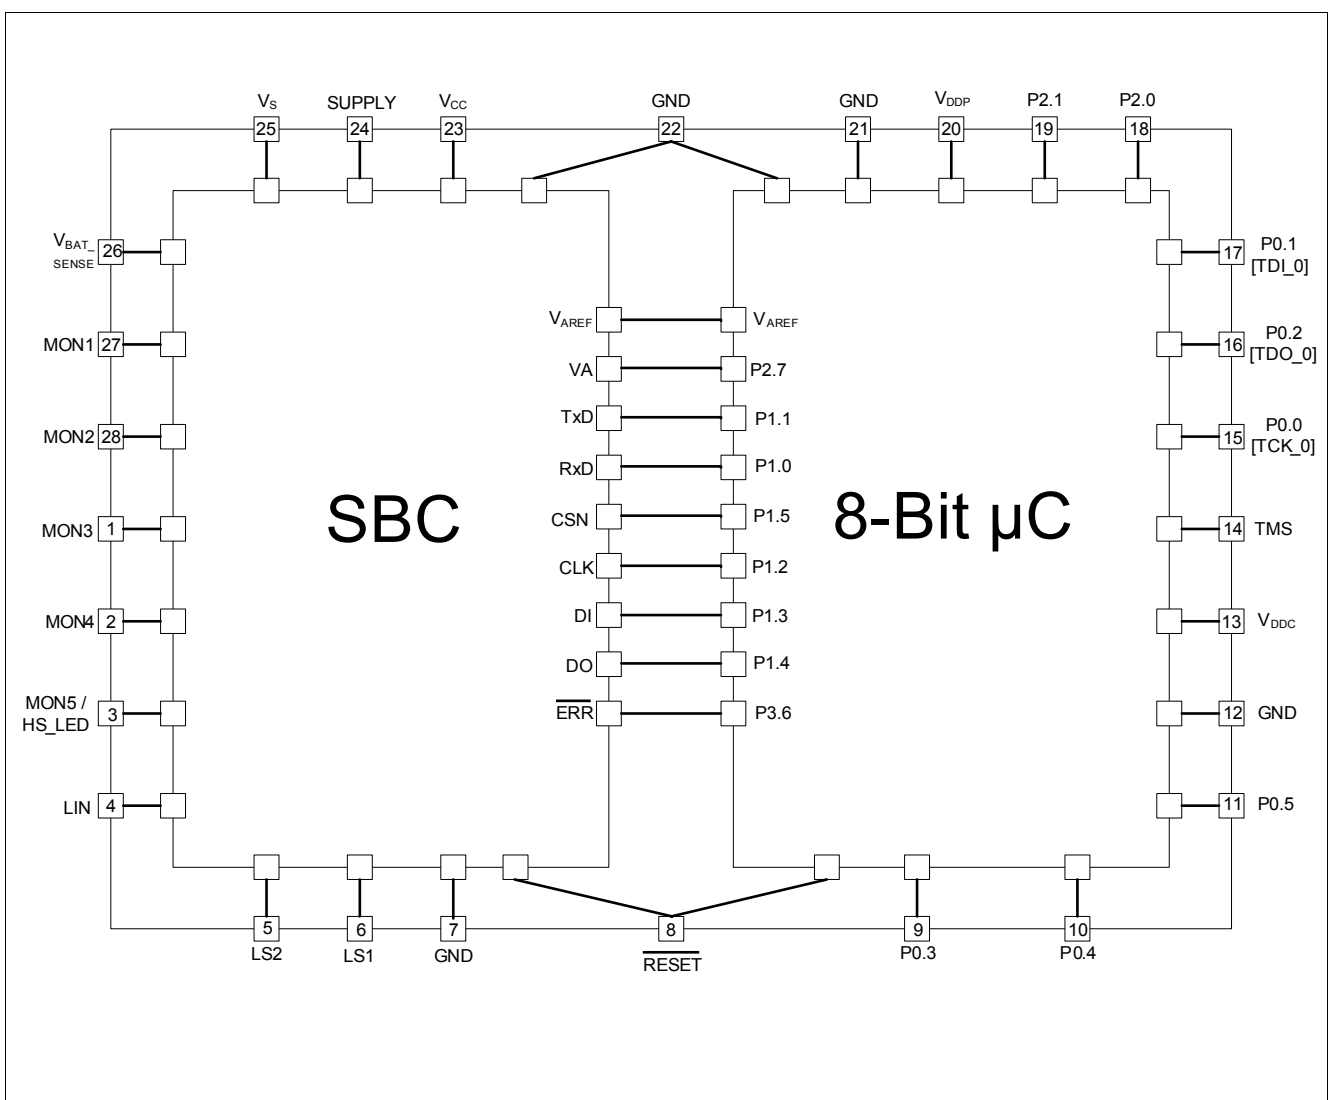 VS SUPPLY VCC GND GND VDDP P2.1 P2.0
25 24 23 22 21 20 19 18
VBAT_
SENSE
26
17 P0.1
[TDI_0]
VAREF VAREF
MON1 27
16 P0.2
[TDO_0]
VA P2.7
TxD P1.1
MON2 28
15 P0.0
[TCK_0]
RxD P1.0
SBC
8-Bit µC
CSN P1.5
MON3 1
14 TMS
CLK P1.2
DI P1.3
MON4 2
13 VDDC
DO P1.4
MON5 /
HS_LED
3
ERR P3.6
12 GND
LIN 4
11 P0.5
5 6 7 8 9 10
LS2 LS1 GND RESET P0.3 P0.4